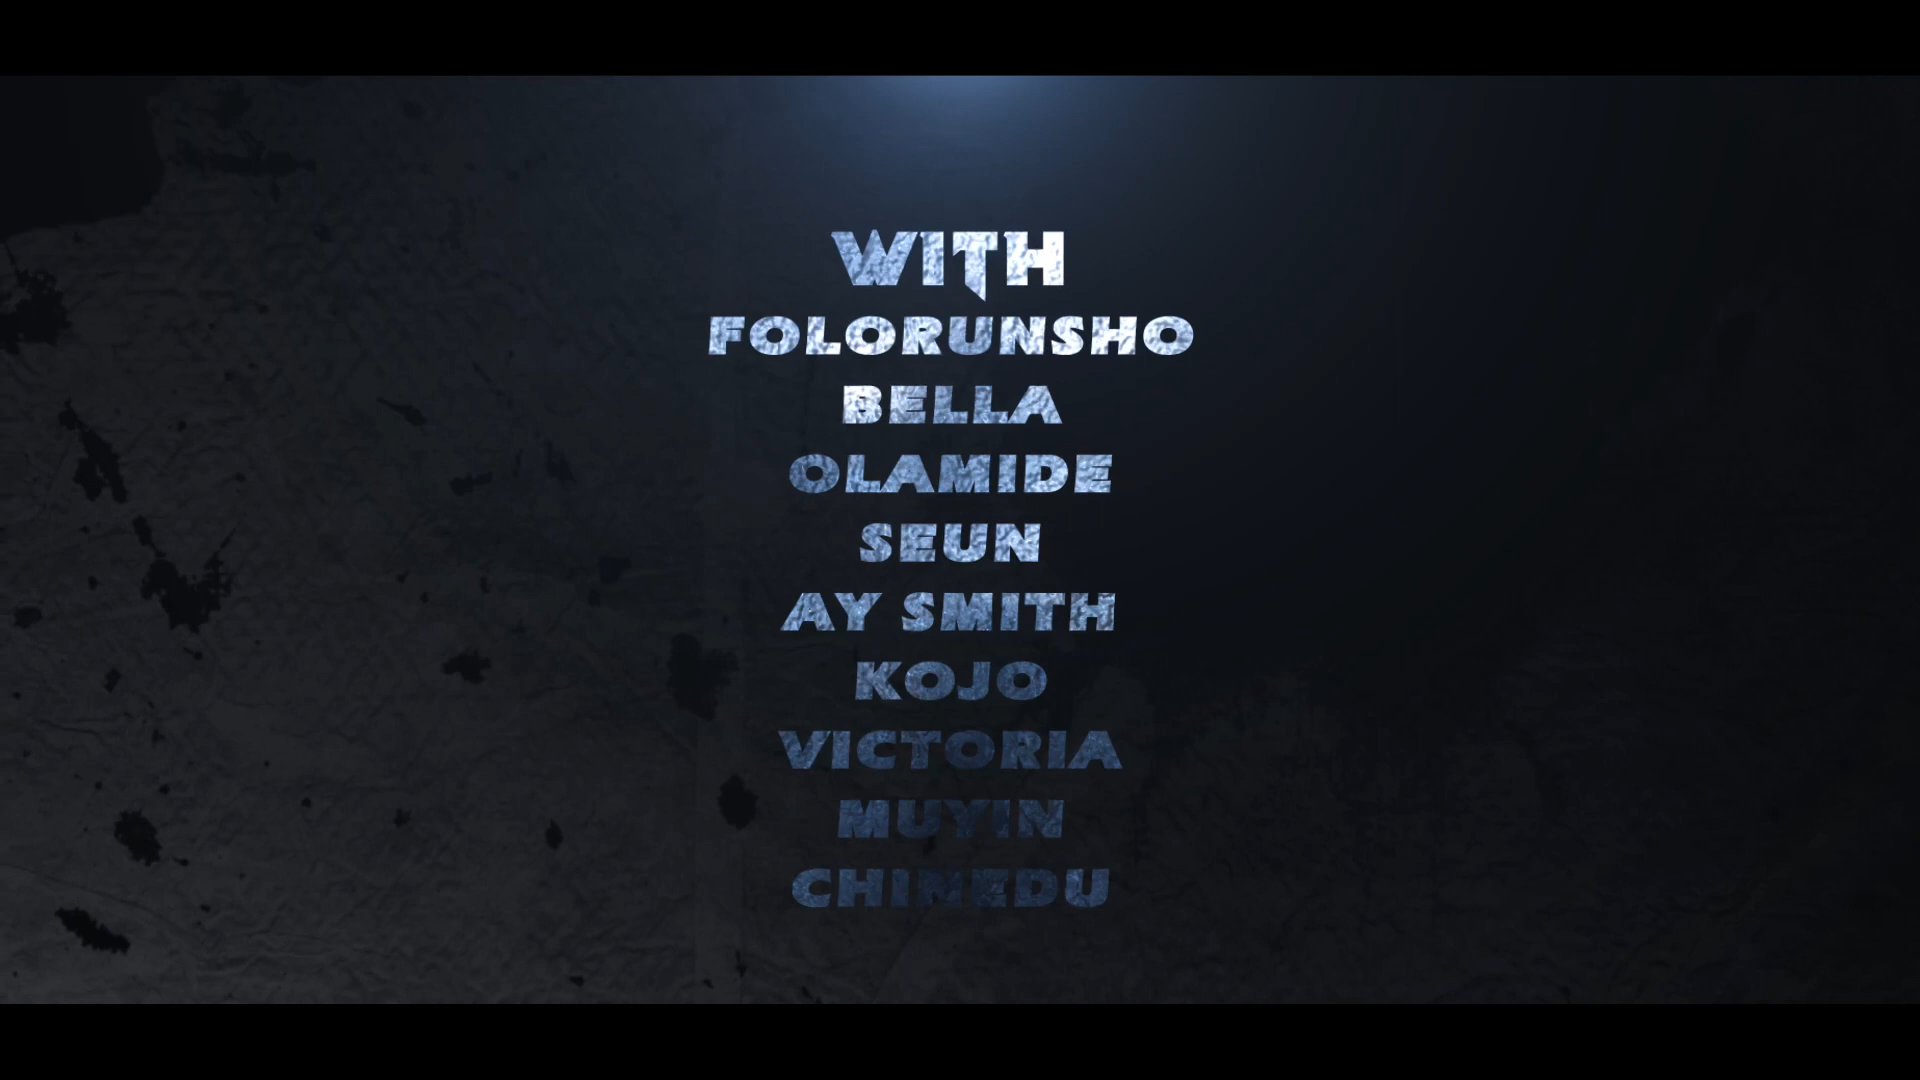 WITH
FOLORUNSHO
BELLA
OLAMIDE
SEUN
AY SMITH
KOJO
VICTORIA
MUYIN
CHINEDU